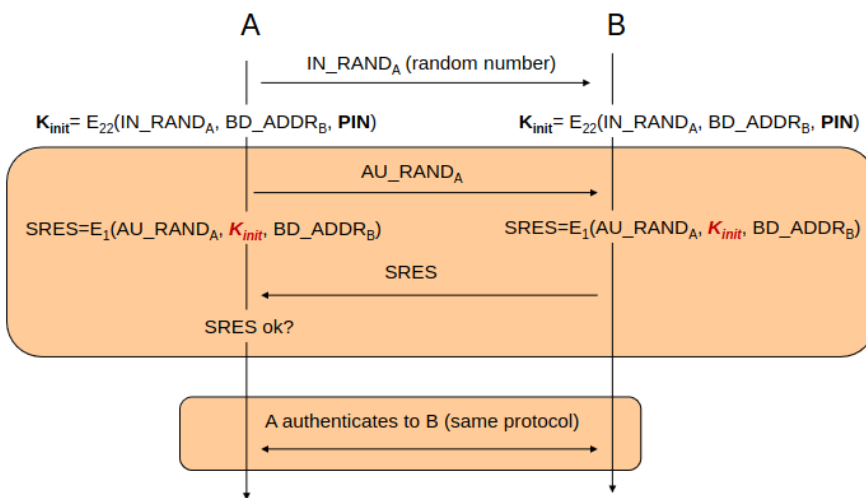 A B
IN_RANDA (random number)
Kinit= E22(IN_RANDA, BD_ADDRB, PIN) Kinit= E22(IN_RANDA, BD_ADDRB, PIN)
AU_RANDA
SRES=E1(AU_RANDA, Kinit, BD_ADDRB) SRES=E1(AU_RANDA, Kinit, BD_ADDRB)
SRES
SRES ok?
A authenticates to B (same protocol)